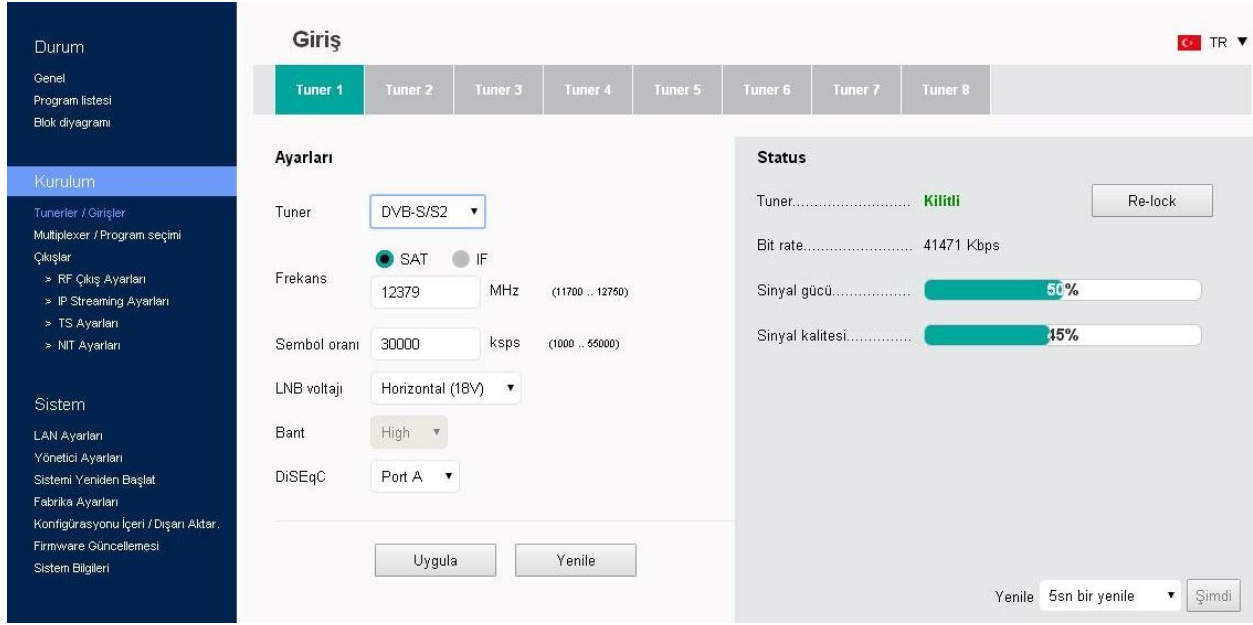 Durum
Genel
Program listesi
Blok diyagramı
Kurulum
Tunerler / Girişler
Multiplexer / Program seçimi
Çıkışlar
> RF Çıkış Ayarları
> IP Streaming Ayarları
> TS Ayarları
> NIT Ayarları
Sistem
LAN Ayarları
Yönetici Ayarları
Sistemi Yeniden Başlat
Fabrika Ayarları
Konfigürasyonu İçeri / Dışarı Aktar.
Firmware Güncellemesi
Sistem Bilgileri
Giriş
TR ▼
Tuner 1 Tuner 2 Tuner 3 Tuner 4 Tuner 5 Tuner 6 Tuner 7 Tuner 8
Ayarları
Tuner DVB-S/S2
SAT IF
Frekans 12379 MHz (11700 .. 12750)
Sembol oranı 30000 ksps (1000 .. 55000)
LNB voltajı Horizontal (18V)
Bant High
DiSEqC Port A
Uygula Yenile
Status
Tuner.......................... Kilitli Re-lock
Bit rate........................ 41471 Kbps
Sinyal gücü................. 50%
Sinyal kalitesi.............. 45%
Yenile 5sn bir yenile Şimdi